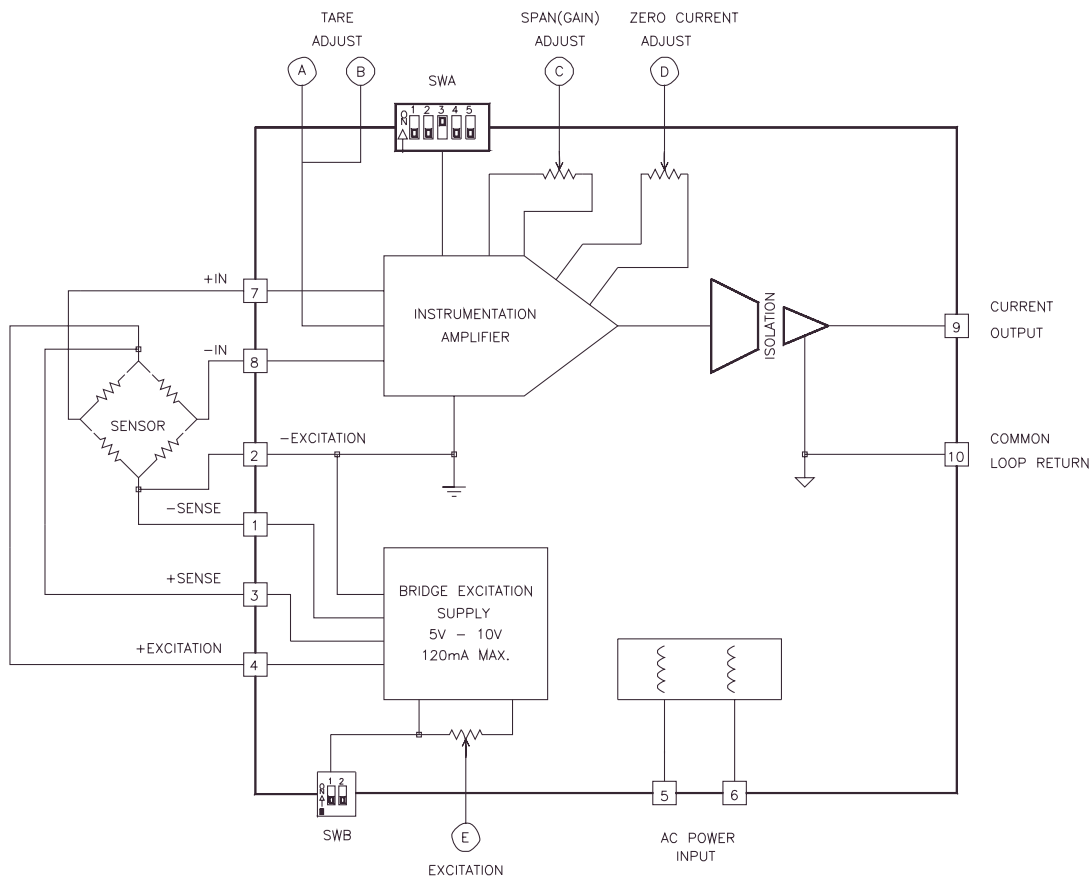 TARE
ADJUST
SPAN(GAIN)
ADJUST
ZERO CURRENT
ADJUST
A
B
C
D
SWA
ON
1 2 3 4 5
+IN
7
-IN
8
SENSOR
INSTRUMENTATION
AMPLIFIER
ISOLATION
9
CURRENT
OUTPUT
2
-EXCITATION
10
COMMON
LOOP RETURN
-SENSE
1
+SENSE
3
+EXCITATION
4
BRIDGE EXCITATION
SUPPLY
5V - 10V
120mA MAX.
ON
1 2
SWB
E
EXCITATION
5
6
AC POWER
INPUT